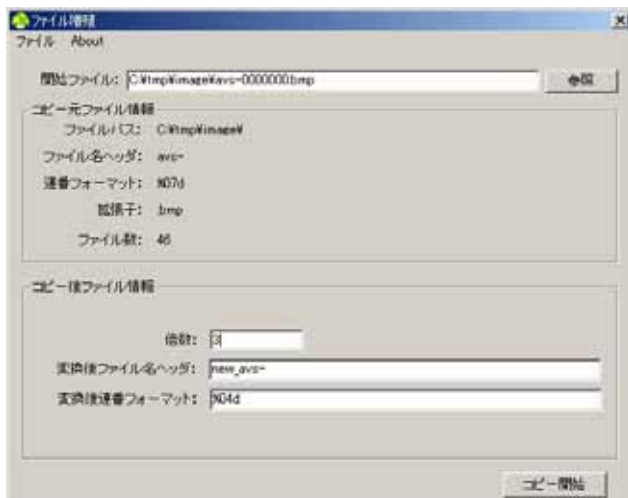 ファイル増殖
ファイル About
開始ファイル: C:¥tmp¥image¥avs-0000000.bmp 参照
コピー元ファイル情報
ファイルパス: C:¥tmp¥image¥
ファイル名ヘッダ: avs-
連番フォーマット: %07d
拡張子: .bmp
ファイル数: 46
コピー後ファイル情報
倍数: 3
変換後ファイル名ヘッダ: new_avs-
変換後連番フォーマット: %04d
コピー開始